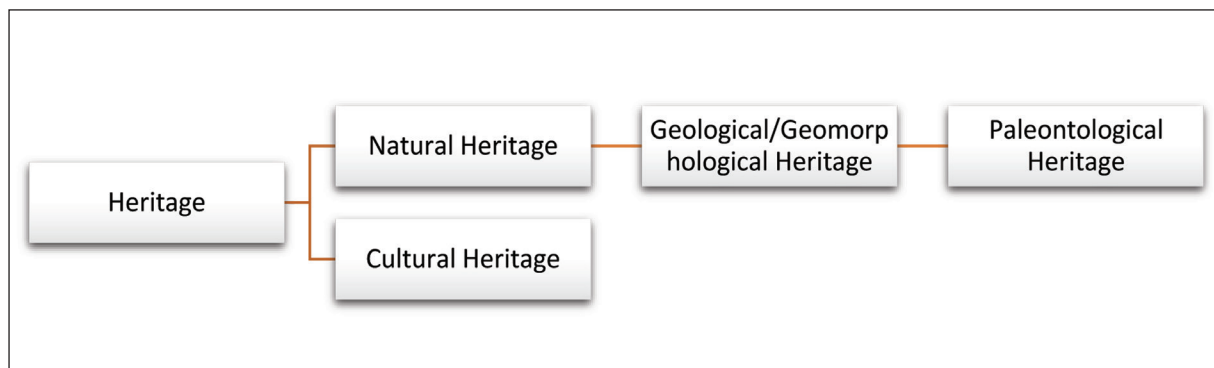 Heritage
Natural Heritage
Cultural Heritage
Geological/Geomorp
hological Heritage
Paleontological
Heritage